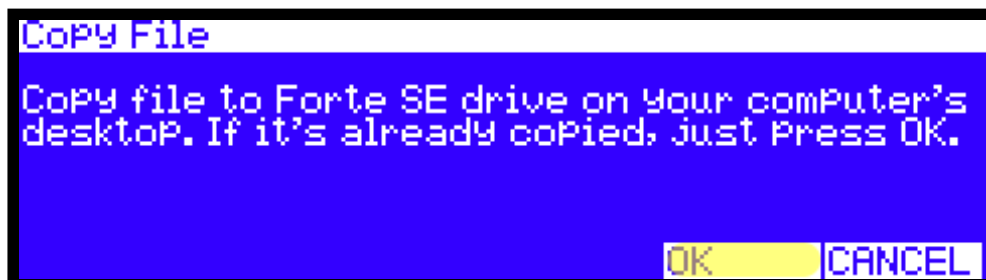 Copy File
Copy file to Forte SE drive on your computer's
desktop. If it's already copied, just press OK.
OK CANCEL